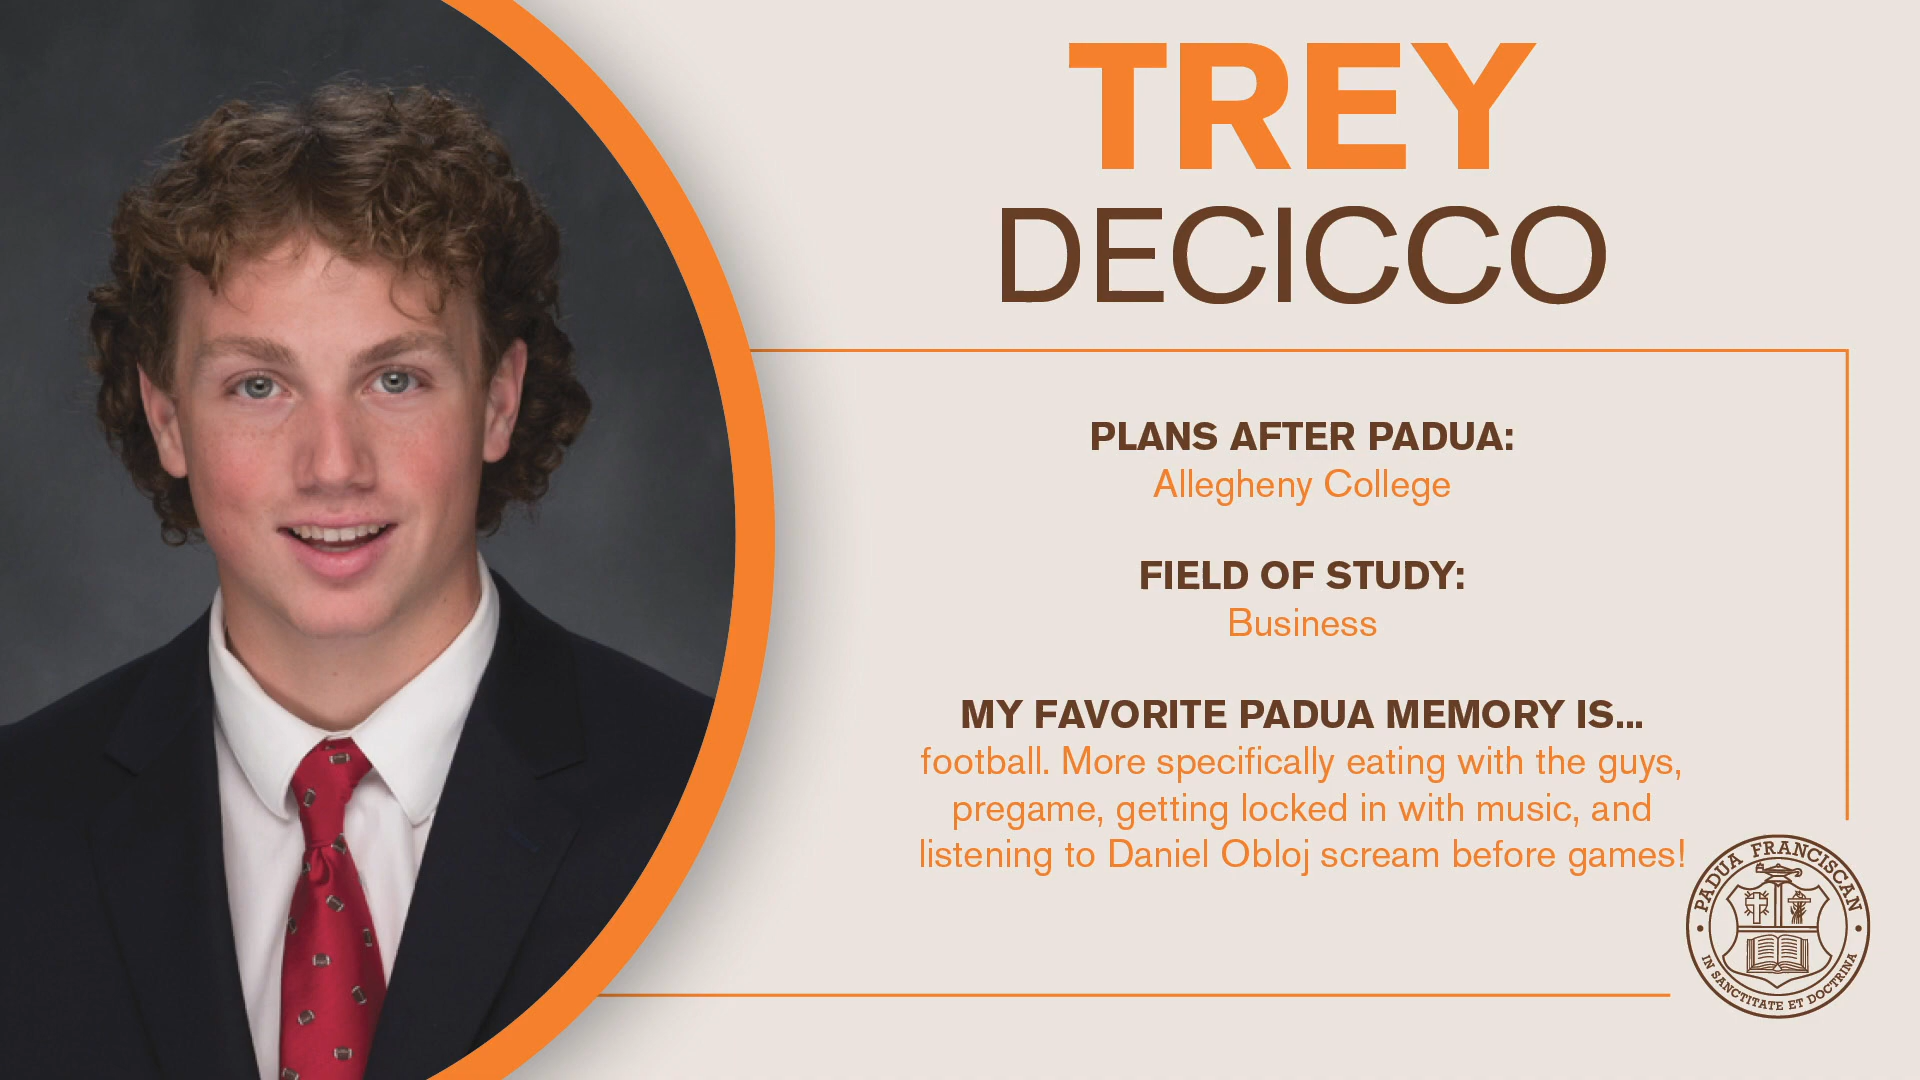 TREY
DECICCO
PLANS AFTER PADUA:
Allegheny College
FIELD OF STUDY:
Business
MY FAVORITE PADUA MEMORY IS...
football. More specifically eating with the guys,
pregame, getting locked in with music, and
listening to Daniel Obloj scream before games!
PADUA FRANCISCAN
IN SANCTITATE ET DOCTRINA